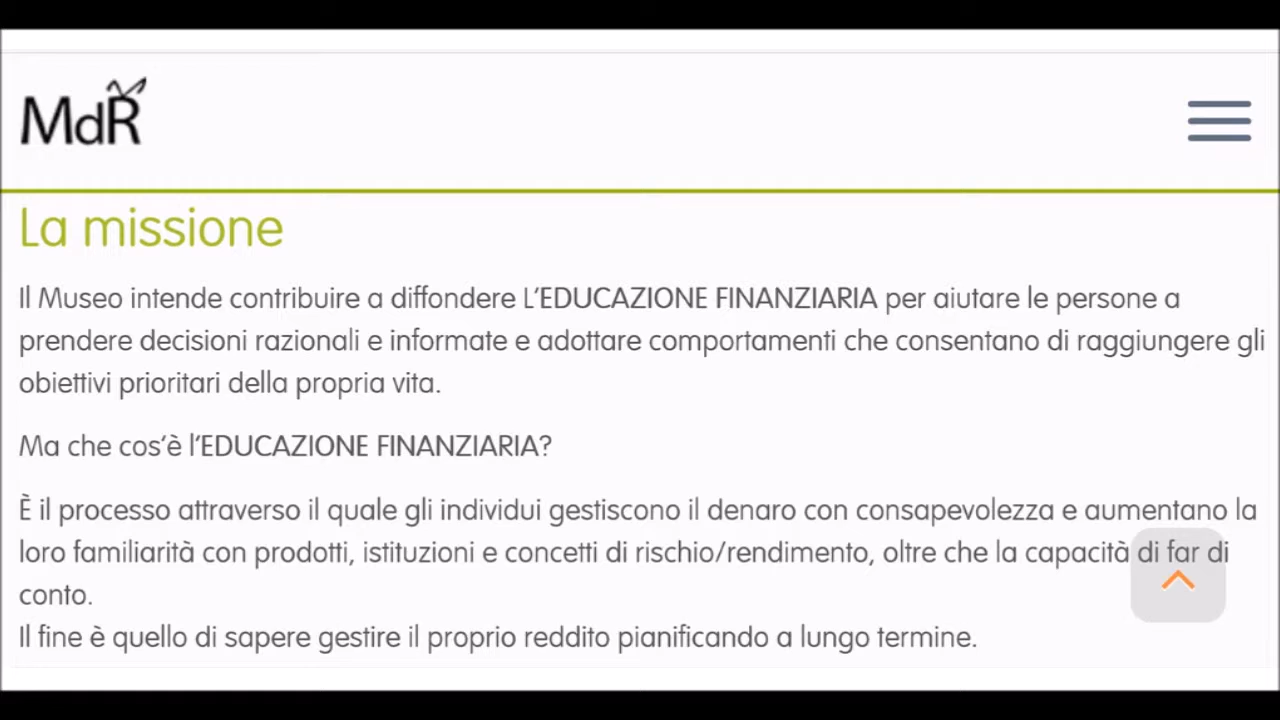 MdR
La missione
Il Museo intende contribuire a diffondere L’EDUCAZIONE FINANZIARIA per aiutare le persone a
prendere decisioni razionali e informate e adottare comportamenti che consentano di raggiungere gli
obiettivi prioritari della propria vita.
Ma che cos’è l’EDUCAZIONE FINANZIARIA?
È il processo attraverso il quale gli individui gestiscono il denaro con consapevolezza e aumentano la
loro familiarità con prodotti, istituzioni e concetti di rischio/rendimento, oltre che la capacità di far di
conto.
Il fine è quello di sapere gestire il proprio reddito pianificando a lungo termine.